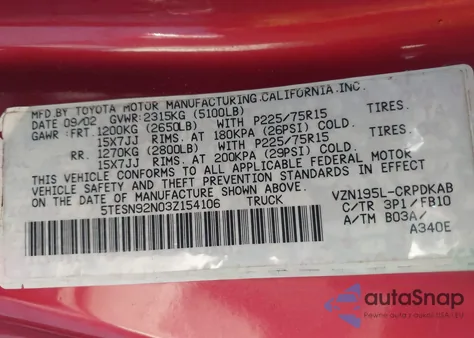 MFD.BY TOYOTA MOTOR MANUFACTURING.CALIFORNIA.INC.
DATE 09/02 GVWR:2315KG (5100LB)
GAWR:FRT.1200KG (2650LB) WITH P225/75R15 TIRES.
15X7JJ RIMS. AT 180KPA (26PSI) COLD
RR. 1270KG (2800LB) WITH P225/75R15 TIRES.
15X7JJ RIMS. AT 200KPA (29PSI) COLD
THIS VEHICLE CONFORMS TO ALL APPLICABLE FEDERAL MOTOR
VEHICLE SAFETY STANDARDS IN EFFECT
ON THE DATE OF MANUFACTURE SHOWN ABOVE.
5TESN92N03Z154106 TRUCK VZN195L-CRPDKAB
C/TR 3P1/FB10
A/TM B03A/
A340E
autoSnap